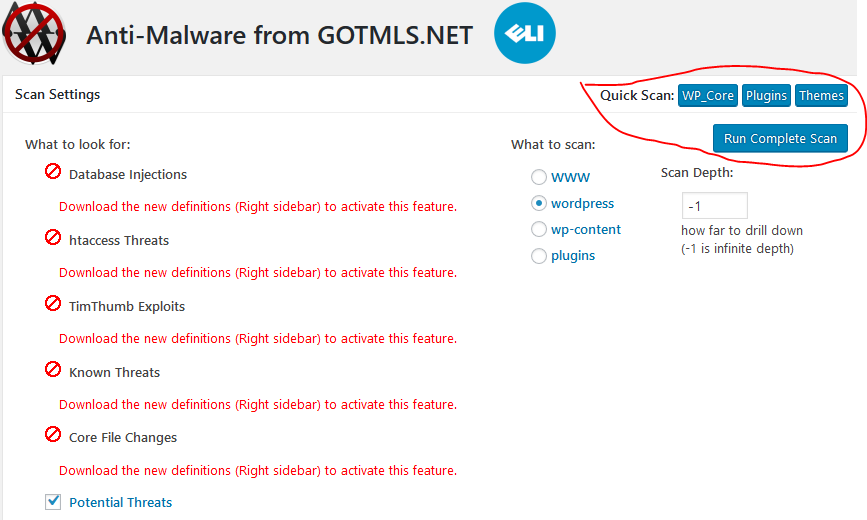 Anti-Malware from GOTMLS.NET
ELI
Scan Settings
Quick Scan: WP_Core Plugins Themes
Run Complete Scan
What to look for:
Database Injections
Download the new definitions (Right sidebar) to activate this feature.
htaccess Threats
Download the new definitions (Right sidebar) to activate this feature.
TimThumb Exploits
Download the new definitions (Right sidebar) to activate this feature.
Known Threats
Download the new definitions (Right sidebar) to activate this feature.
Core File Changes
Download the new definitions (Right sidebar) to activate this feature.
Potential Threats
What to scan:
WWW
wordpress
wp-content
plugins
Scan Depth:
-1
how far to drill down
(-1 is infinite depth)